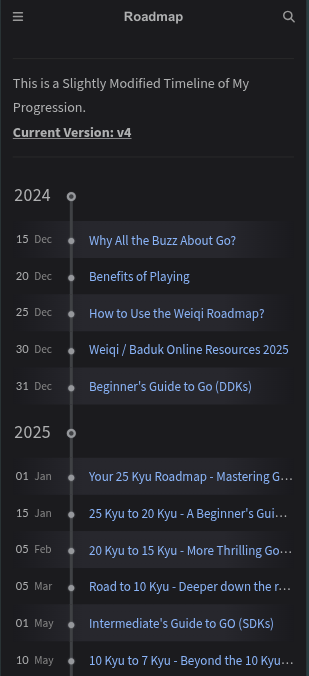 Roadmap
This is a Slightly Modified Timeline of My
Progression.
Current Version: v4
2024
15 Dec Why All the Buzz About Go?
20 Dec Benefits of Playing
25 Dec How to Use the Weiqi Roadmap?
30 Dec Weiqi / Baduk Online Resources 2025
31 Dec Beginner's Guide to Go (DDKs)
2025
01 Jan Your 25 Kyu Roadmap - Mastering G...
15 Jan 25 Kyu to 20 Kyu - A Beginner's Gui...
05 Feb 20 Kyu to 15 Kyu - More Thrilling Go...
05 Mar Road to 10 Kyu - Deeper down the r...
01 May Intermediate's Guide to GO (SDKs)
10 May 10 Kyu to 7 Kyu - Beyond the 10 Kyu...